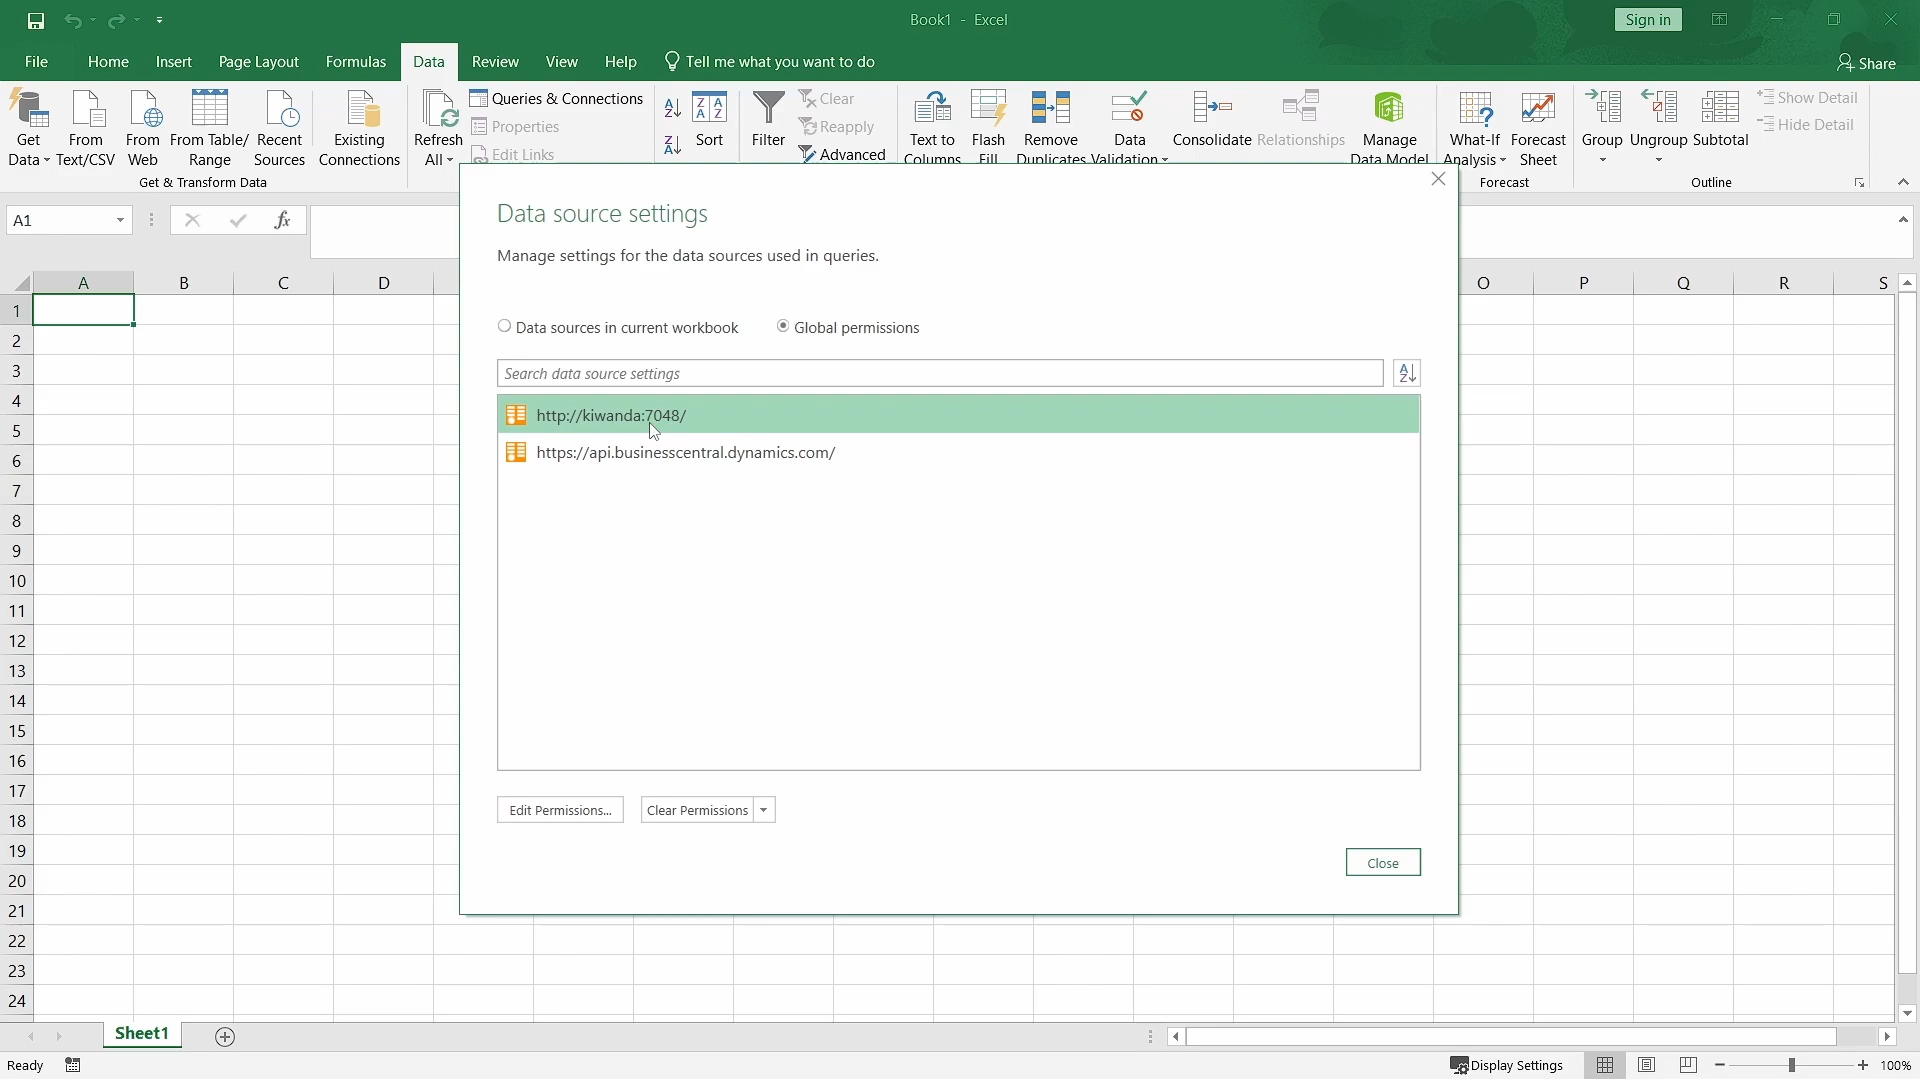 Book1 - Excel
Sign in
File Home Insert Page Layout Formulas Data Review View Help Tell me what you want to do
Share
Get Data
From Text/CSV
From Web
From Table/ Range
Recent Sources
Existing Connections
Get & Transform Data
Refresh All
Queries & Connections
Properties
Edit Links
Sort
Filter
Clear
Reapply
Advanced
Text to Columns
Flash Fill
Remove Duplicates
Data Validation
Consolidate
Relationships
Manage Data Model
What-If Analysis
Forecast Sheet
Forecast
Group
Ungroup
Subtotal
Show Detail
Hide Detail
Outline
A1
fx
A B C D O P Q R S
Data source settings
Manage settings for the data sources used in queries.
Data sources in current workbook Global permissions
Search data source settings
http://kiwanda:7048/
https://api.businesscentral.dynamics.com/
Edit Permissions... Clear Permissions
Close
1
2
3
4
5
6
7
8
9
10
11
12
13
14
15
16
17
18
19
20
21
22
23
24
Sheet1
Ready
Display Settings
100%